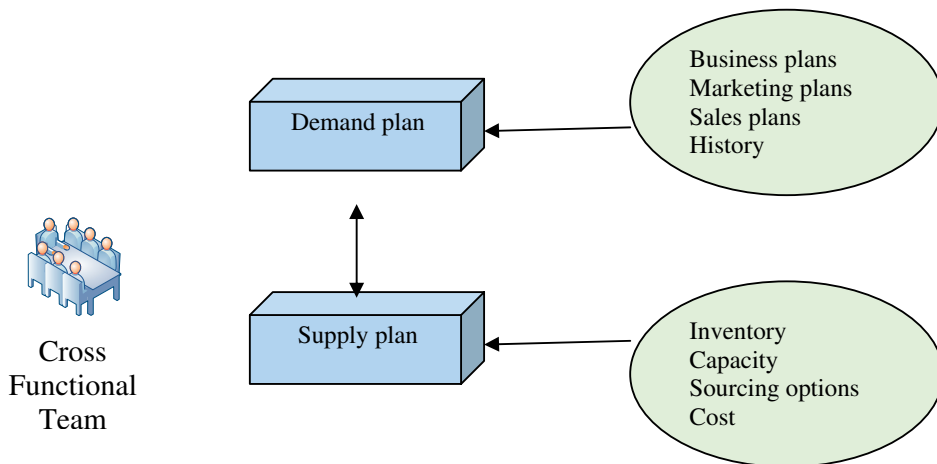 Demand plan
Business plans
Marketing plans
Sales plans
History
Supply plan
Inventory
Capacity
Sourcing options
Cost
Cross
Functional
Team